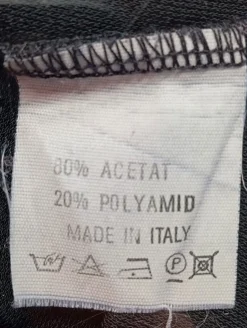 80% ACETAT
20% POLYAMID
MADE IN ITALY
P